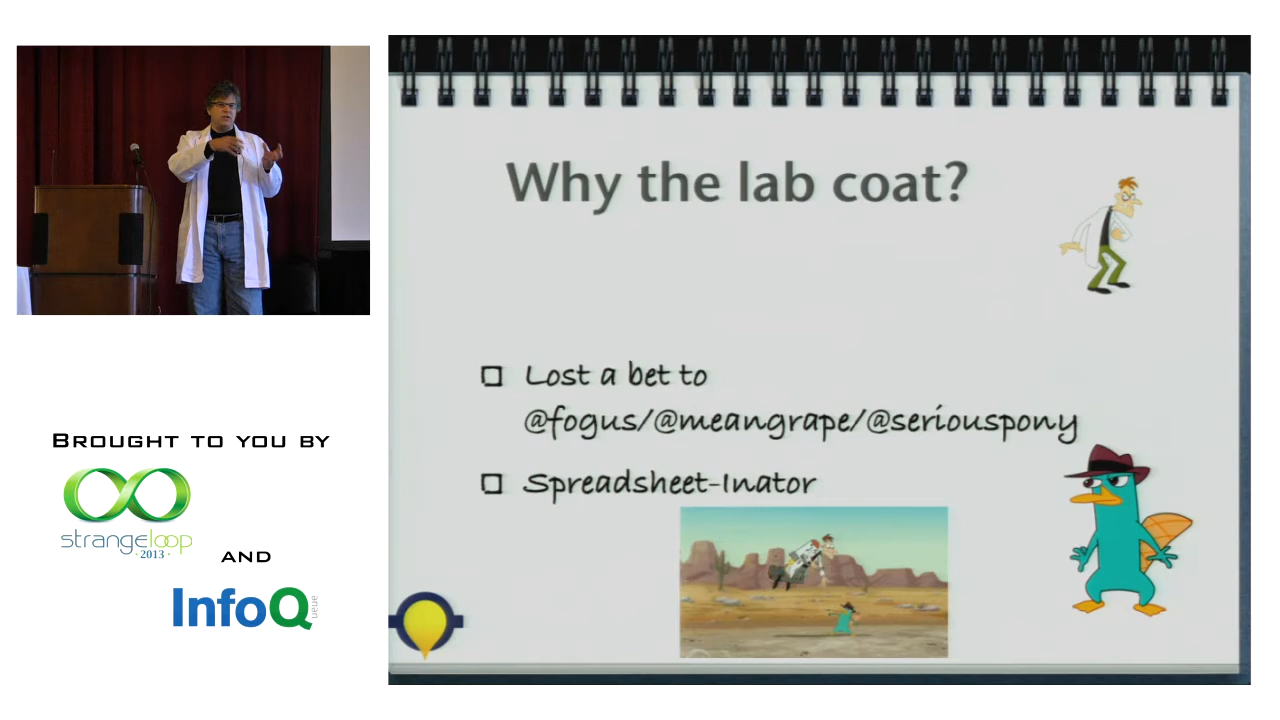 Why the lab coat?
Lost a bet to
@fogus/@meangrape/@seriouspony
Spreadsheet-Inator
BROUGHT TO YOU BY
strangeloop
· 2013 ·
AND
InfoQ